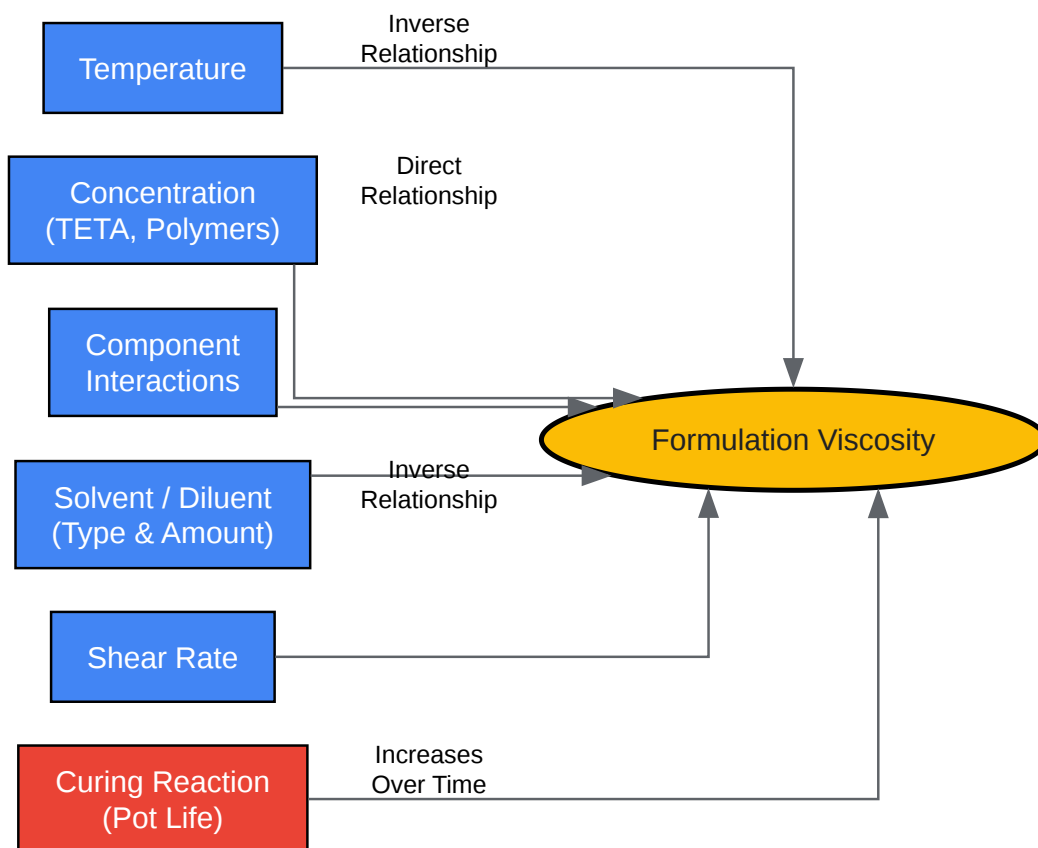 Inverse
Relationship
Temperature
Direct
Relationship
Concentration
(TETA, Polymers)
Component
Interactions
Formulation Viscosity
Inverse
Relationship
Solvent / Diluent
(Type & Amount)
Shear Rate
Increases
Over Time
Curing Reaction
(Pot Life)